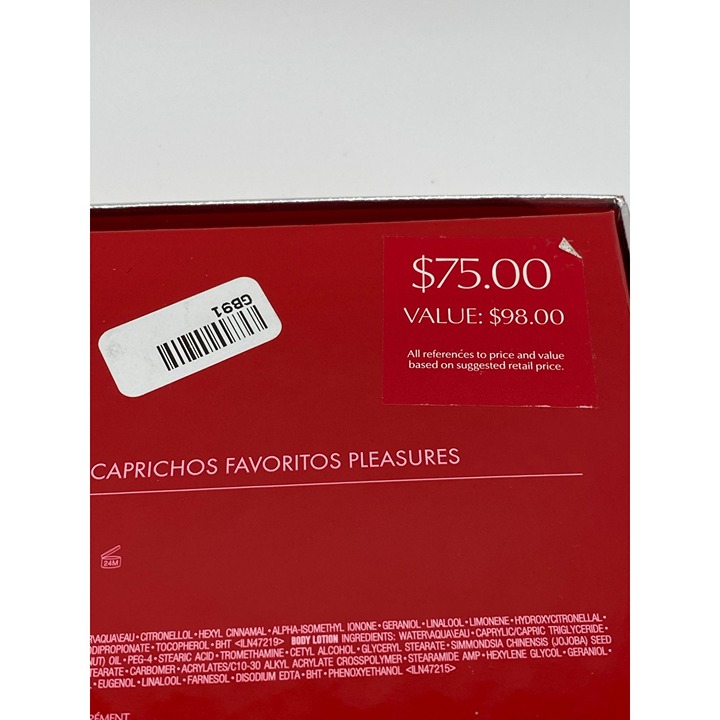 $75.00
VALUE: $98.00
All references to price and value
based on suggested retail price.
GB91
CAPRICHOS FAVORITOS PLEASURES
24M
\AQUA\EAU • CITRONELLOL • HEXYL CINNAMAL • ALPHA-ISOMETHYL IONONE • GERANIOL • LINALOOL • LIMONENE • HYDROXYCITRONELLAL •
TOCOPHEROL • BHT <ILN47219> BODY LOTION INGREDIENTS: WATER\AQUA\EAU • CAPRYLIC/CAPRIC TRIGLYCERIDE •
OIL • PEG-4 • STEARIC ACID • TROMETHAMINE • CETYL ALCOHOL • GLYCERYL STEARATE • SIMMONDSIA CHINENSIS (JOJOBA) SEED
• CARBOMER • ACRYLATES/C10-30 ALKYL ACRYLATE CROSSPOLYMER • STEARAMIDE AMP • HEXYLENE GLYCOL • GERANIOL •
• EUGENOL • LINALOOL • FARNESOL • DISODIUM EDTA • BHT • PHENOXYETHANOL <ILN47215>